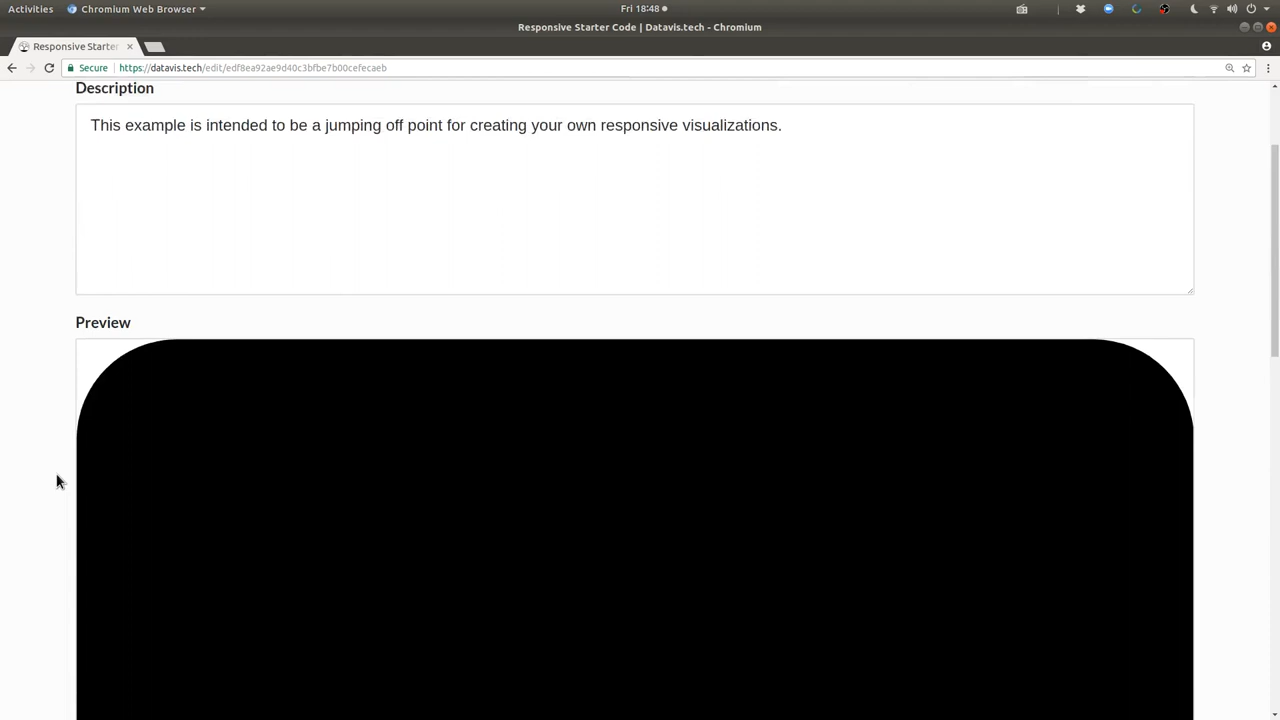 Activities
Chromium Web Browser
Fri 18:48
Responsive Starter Code | Datavis.tech - Chromium
Responsive Starter
Secure
https://datavis.tech/edit/edf8ea92ae9d40c3bfbe7b00cefecaeb
Description
This example is intended to be a jumping off point for creating your own responsive visualizations.
Preview